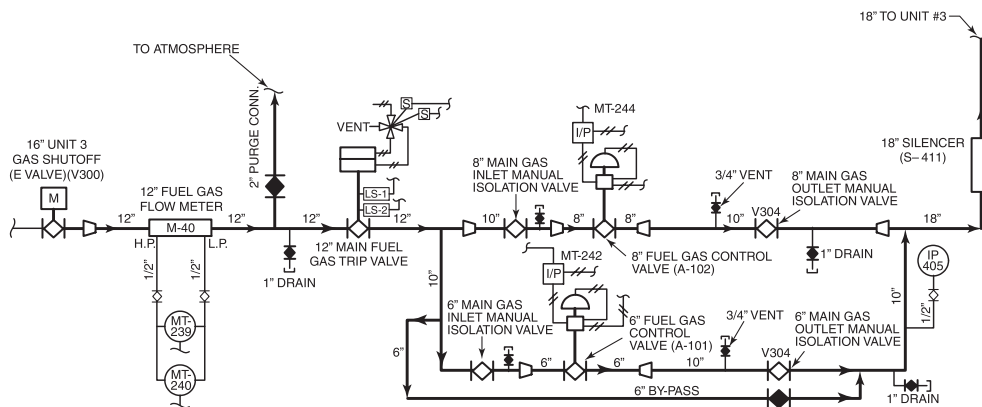 18” TO UNIT #3
TO ATMOSPHERE
2” PURGE CONN.
16” UNIT 3
GAS SHUTOFF
(E VALVE)(V300)
M
12”
12” FUEL GAS
FLOW METER
M-40
H.P.
L.P.
1/2”
1/2”
MT-
239
MT-
240
12”
1” DRAIN
12”
VENT
S
S
LS-1
LS-2
12”
12” MAIN FUEL
GAS TRIP VALVE
10”
8” MAIN GAS
INLET MANUAL
ISOLATION VALVE
8”
MT-244
I/P
8”
8” FUEL GAS CONTROL
VALVE (A-102)
3/4” VENT
10”
V304
8” MAIN GAS
OUTLET MANUAL
ISOLATION VALVE
1” DRAIN
18”
18” SILENCER
(S–411)
IP
405
1/2”
10”
10”
MT-242
I/P
6” MAIN GAS
INLET MANUAL
ISOLATION VALVE
6”
6” FUEL GAS
CONTROL
VALVE (A-101)
6”
10”
3/4” VENT
V304
6” MAIN GAS
OUTLET MANUAL
ISOLATION VALVE
6”
6” BY-PASS
1” DRAIN